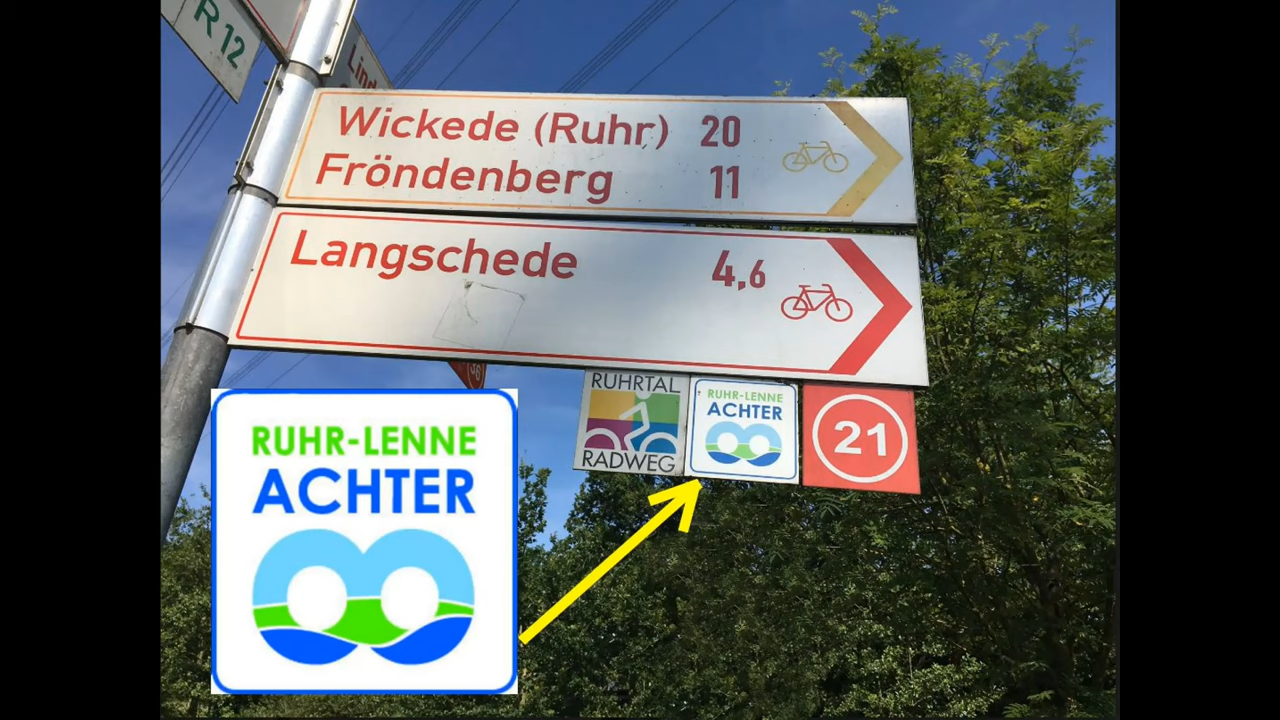 R 12
Wickede (Ruhr) 20
Fröndenberg 11
Langschede 4,6
RUHRTAL
RADWEG
RUHR-LENNE
ACHTER
21
RUHR-LENNE
ACHTER